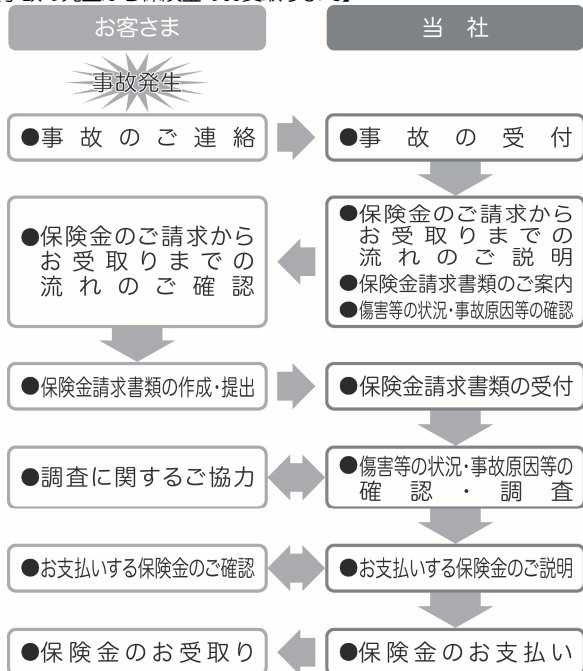 お客さま
当社
事故発生
●事故のご連絡
●事故の受付
●保険金のご請求から
お受取りまでの
流れのご説明
●保険金請求書類のご案内
●傷害等の状況・事故原因等の確認
●保険金のご請求から
お受取りまでの
流れのご確認
●保険金請求書類の作成・提出
●保険金請求書類の受付
●調査に関するご協力
●傷害等の状況・事故原因等の
確認・調査
●お支払いする保険金のご確認
●お支払いする保険金のご説明
●保険金のお受取り
●保険金のお支払い